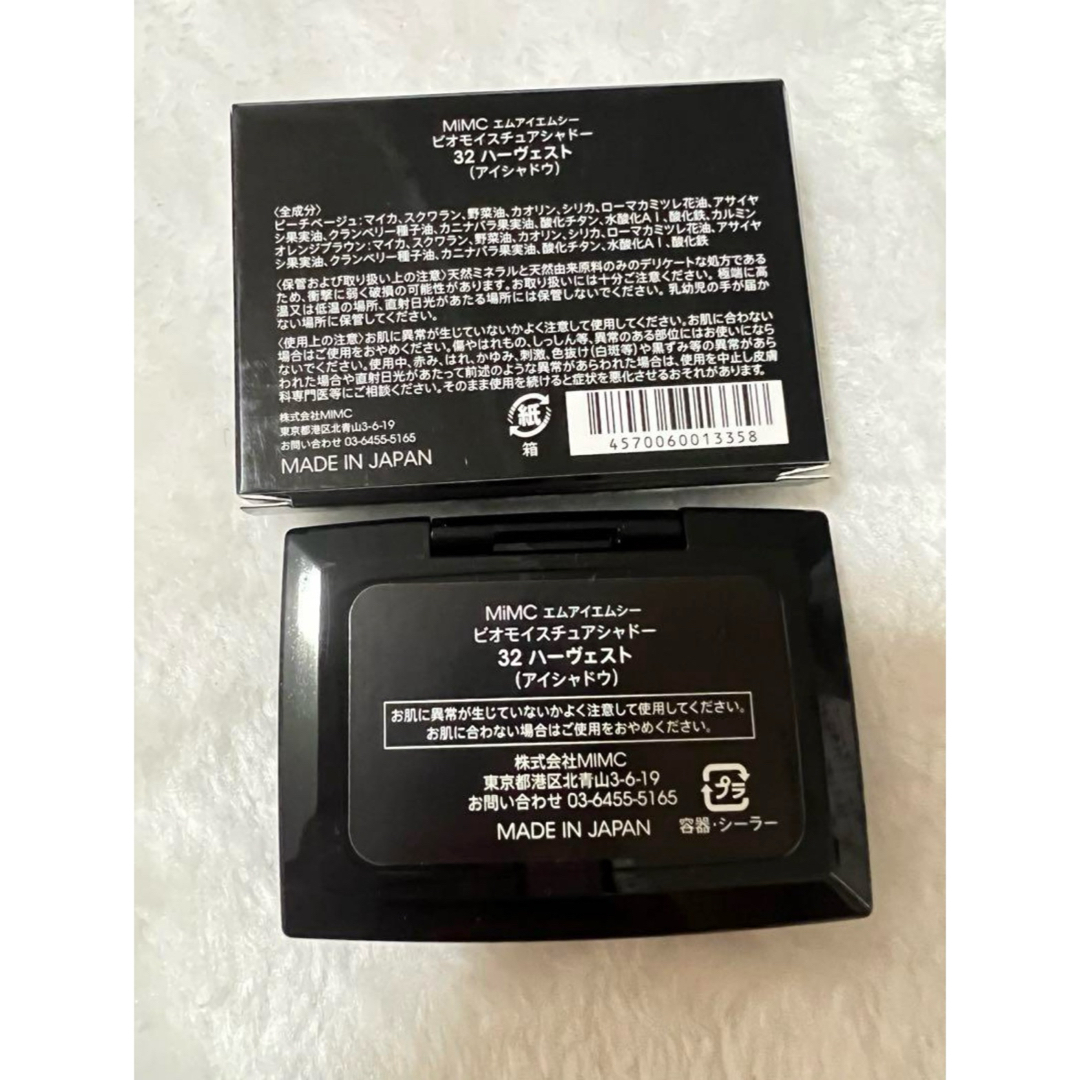 MiMC エムアイエムシー
ビオモイスチュアシャドー
32 ハーヴェスト
(アイシャドウ)
〈全成分〉
ピーチベージュ:マイカ、スクワラン、野菜油、カオリン、シリカ、ローマカミツレ花油、アサイヤ
シ果実油、クランベリー種子油、カニナバラ果実油、酸化チタン、水酸化Al、酸化鉄、カルミン
オレンジブラウン:マイカ、スクワラン、野菜油、カオリン、シリカ、ローマカミツレ花油、アサイヤ
シ果実油、クランベリー種子油、カニナバラ果実油、酸化チタン、水酸化Al、酸化鉄
〈保管および取り扱い上の注意〉天然ミネラルと天然由来原料のみのデリケートな処方である
ため、衝撃に弱く破損の可能性があります。お取り扱いには十分ご注意ください。極端に高
温又は低温の場所、直射日光があたる場所には保管しないでください。乳幼児の手が届か
ない場所に保管してください。
〈使用上の注意〉お肌に異常が生じていないかよく注意して使用してください。お肌に合わない
場合はご使用をおやめください。傷やはれもの、しっしん等、異常のある部位にはお使いになら
ないでください。使用中、赤み、はれ、かゆみ、刺激、色抜け(白斑等)や黒ずみ等の異常があら
われた場合や直射日光があたって前述のような異常があらわれた場合は、使用を中止し皮膚
科専門医等にご相談ください。そのまま使用を続けると症状を悪化させるおそれがあります。
株式会社MIMC
東京都港区北青山3-6-19
お問い合わせ 03-6455-5165
MADE IN JAPAN
紙
箱
4570060013358
MiMC エムアイエムシー
ビオモイスチュアシャドー
32 ハーヴェスト
(アイシャドウ)
お肌に異常が生じていないかよく注意して使用してください。
お肌に合わない場合はご使用をおやめください。
株式会社MIMC
東京都港区北青山3-6-19
お問い合わせ 03-6455-5165
MADE IN JAPAN
プラ
容器・シーラー